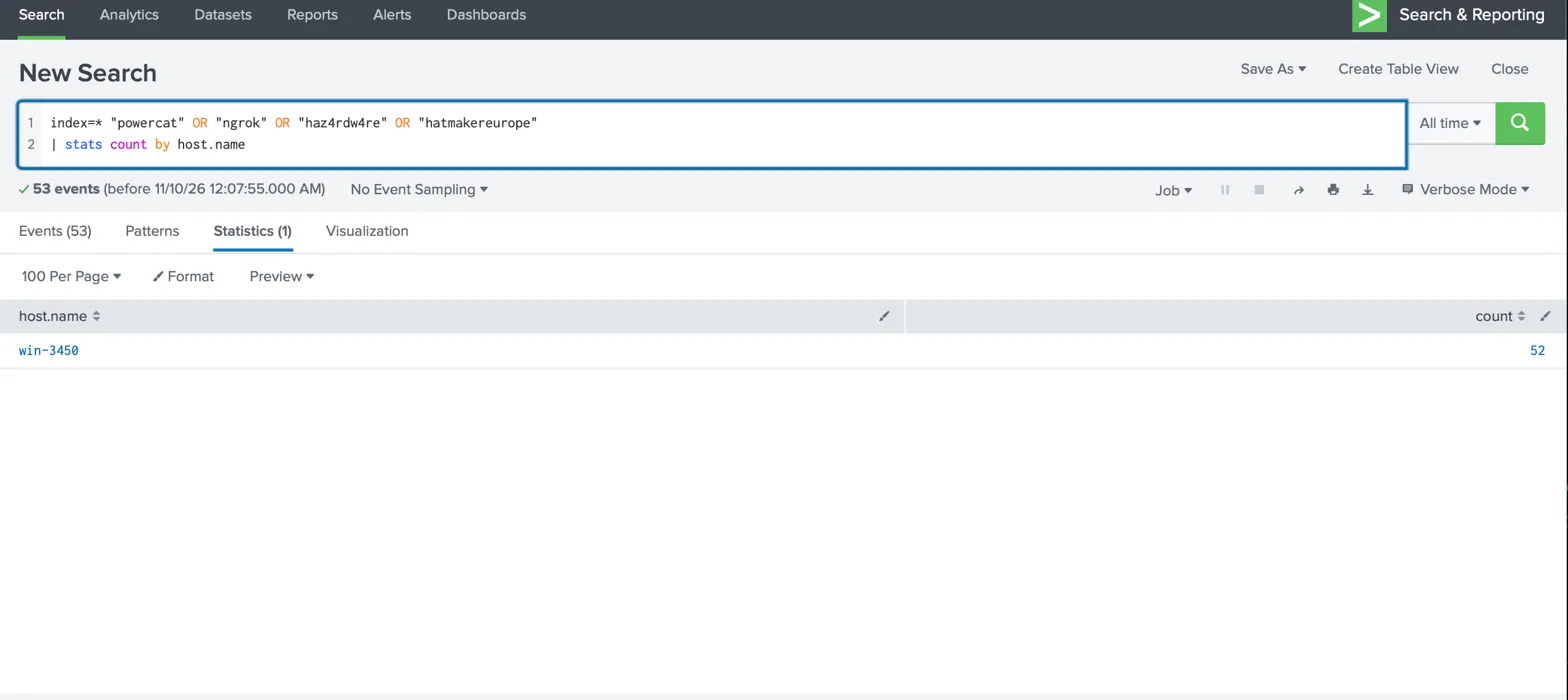 Search Analytics Datasets Reports Alerts Dashboards > Search & Reporting
New Search Save As Create Table View Close
1 index=* "powercat" OR "ngrok" OR "haz4rdw4re" OR "hatmakereurope" All time
2 | stats count by host.name
✓ 53 events (before 11/10/26 12:07:55.000 AM) No Event Sampling Job Verbose Mode
Events (53) Patterns Statistics (1) Visualization
100 Per Page Format Preview
host.name count
win-3450 52